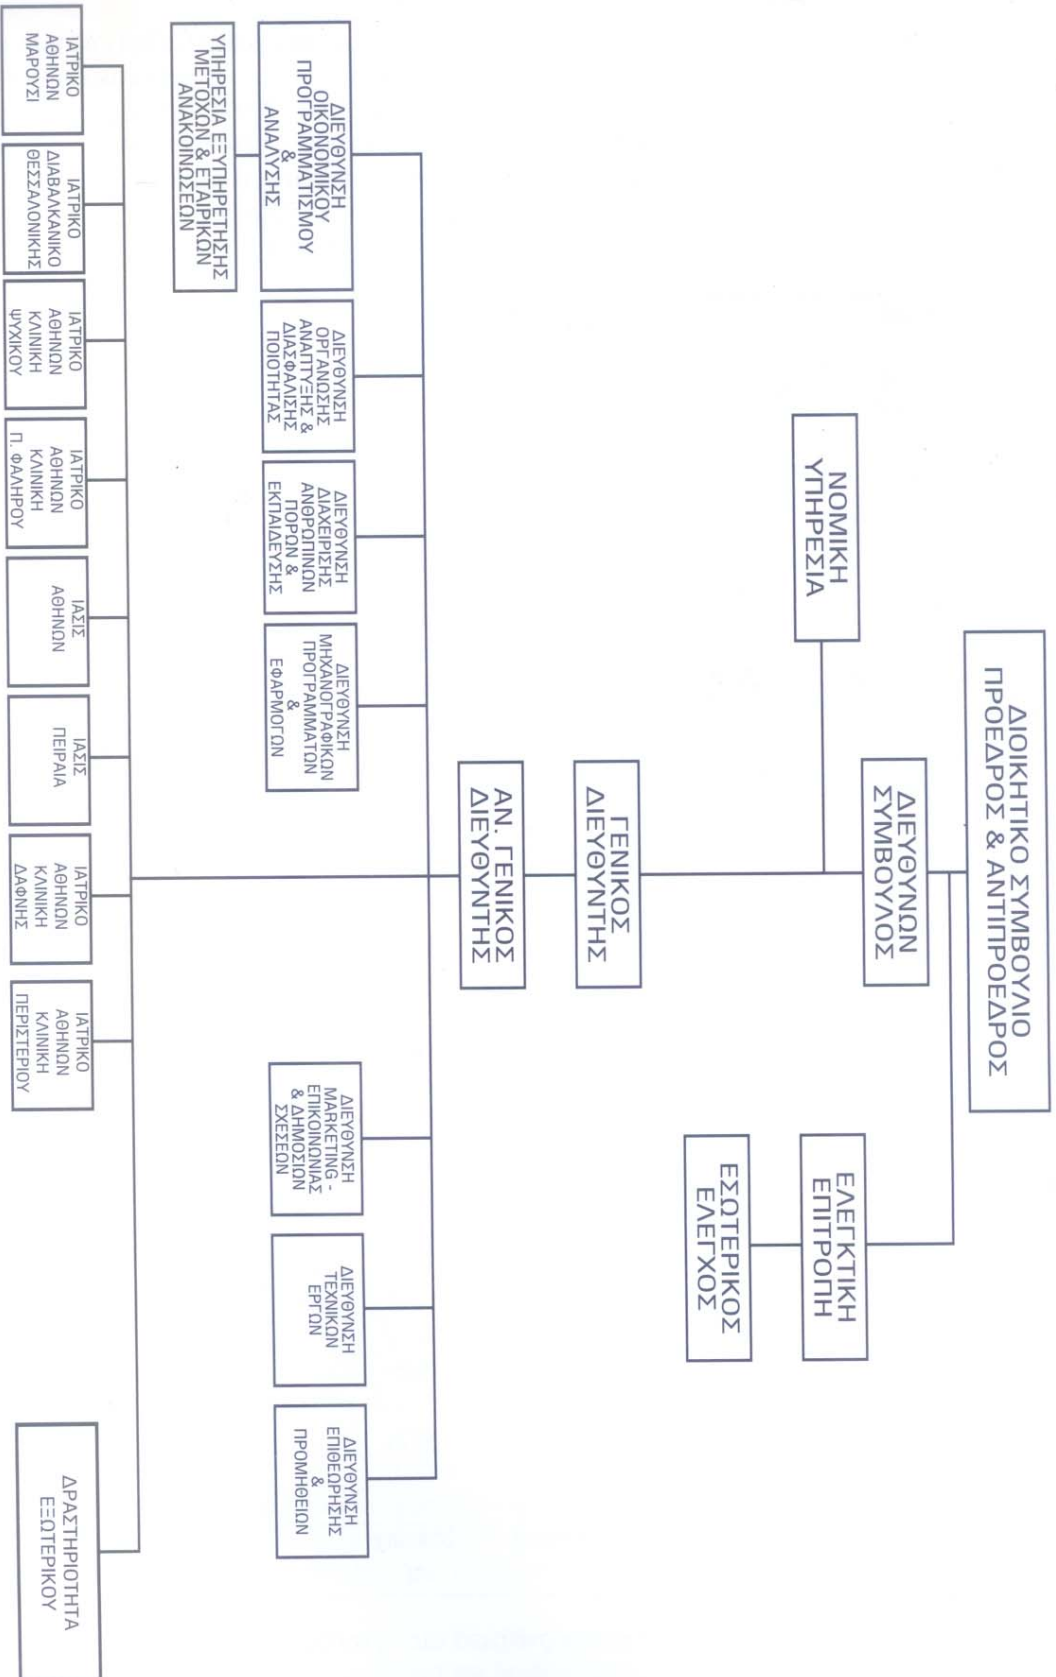 ΔΙΟΙΚΗΤΙΚΟ ΣΥΜΒΟΥΛΙΟ
ΠΡΟΕΔΡΟΣ & ΑΝΤΙΠΡΟΕΔΡΟΣ
ΔΙΕΥΘΥΝΩΝ
ΣΥΜΒΟΥΛΟΣ
ΝΟΜΙΚΗ
ΥΠΗΡΕΣΙΑ
ΕΛΕΓΚΤΙΚΗ
ΕΠΙΤΡΟΠΗ
ΕΣΩΤΕΡΙΚΟΣ
ΕΛΕΓΧΟΣ
ΓΕΝΙΚΟΣ
ΔΙΕΥΘΥΝΤΗΣ
ΑΝ. ΓΕΝΙΚΟΣ
ΔΙΕΥΘΥΝΤΗΣ
ΔΙΕΥΘΥΝΣΗ
ΟΙΚΟΝΟΜΙΚΟΥ
ΠΡΟΓΡΑΜΜΑΤΙΣΜΟΥ
&
ΑΝΑΛΥΣΗΣ
ΔΙΕΥΘΥΝΣΗ
ΟΡΓΑΝΩΣΗΣ
ΑΝΑΠΤΥΞΗΣ &
ΔΙΑΣΦΑΛΙΣΗΣ
ΠΟΙΟΤΗΤΑΣ
ΔΙΕΥΘΥΝΣΗ
ΔΙΑΧΕΙΡΙΣΗΣ
ΑΝΘΡΩΠΙΝΩΝ
ΠΟΡΩΝ &
ΕΚΠΑΙΔΕΥΣΗΣ
ΔΙΕΥΘΥΝΣΗ
ΜΗΧΑΝΟΓΡΑΦΙΚΩΝ
ΠΡΟΓΡΑΜΜΑΤΩΝ
&
ΕΦΑΡΜΟΓΩΝ
ΔΙΕΥΘΥΝΣΗ
MARKETING -
ΕΠΙΚΟΙΝΩΝΙΑΣ
& ΔΗΜΟΣΙΩΝ
ΣΧΕΣΕΩΝ
ΔΙΕΥΘΥΝΣΗ
ΤΕΧΝΙΚΩΝ
ΕΡΓΩΝ
ΔΙΕΥΘΥΝΣΗ
ΕΠΙΘΕΩΡΗΣΗΣ
&
ΠΡΟΜΗΘΕΙΩΝ
ΥΠΗΡΕΣΙΑ ΕΞΥΠΗΡΕΤΗΣΗΣ
ΜΕΤΟΧΩΝ & ΕΤΑΙΡΙΚΩΝ
ΑΝΑΚΟΙΝΩΣΕΩΝ
ΙΑΤΡΙΚΟ
ΑΘΗΝΩΝ
ΜΑΡΟΥΣΙ
ΙΑΤΡΙΚΟ
ΔΙΑΒΑΛΚΑΝΙΚΟ
ΘΕΣΣΑΛΟΝΙΚΗΣ
ΙΑΤΡΙΚΟ
ΑΘΗΝΩΝ
ΚΛΙΝΙΚΗ
ΨΥΧΙΚΟΥ
ΙΑΤΡΙΚΟ
ΑΘΗΝΩΝ
ΚΛΙΝΙΚΗ
Π. ΦΑΛΗΡΟΥ
ΙΑΣΙΣ
ΑΘΗΝΩΝ
ΙΑΣΙΣ
ΠΕΙΡΑΙΑ
ΙΑΤΡΙΚΟ
ΑΘΗΝΩΝ
ΚΛΙΝΙΚΗ
ΔΑΦΝΗΣ
ΙΑΤΡΙΚΟ
ΑΘΗΝΩΝ
ΚΛΙΝΙΚΗ
ΠΕΡΙΣΤΕΡΙΟΥ
ΔΡΑΣΤΗΡΙΟΤΗΤΑ
ΕΞΩΤΕΡΙΚΟΥ